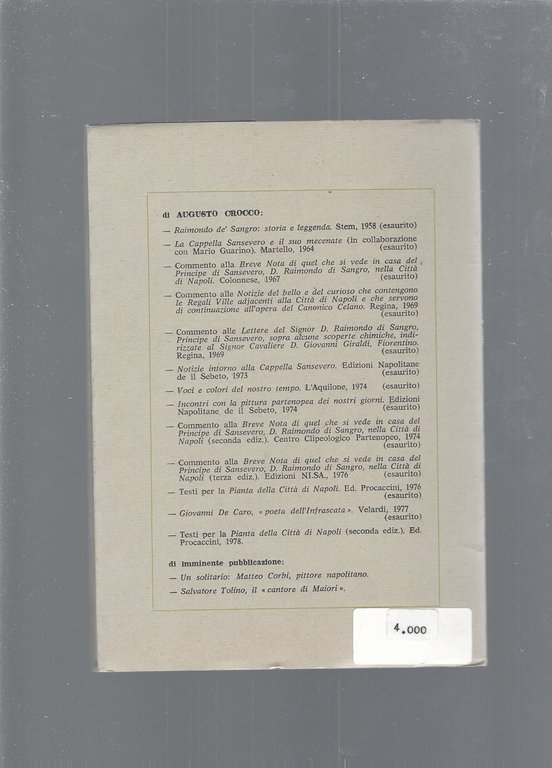 di AUGUSTO CROCCO:
— Raimondo de' Sangro: storia e leggenda. Stem, 1958 (esaurito)
— La Cappella Sansevero e il suo mecenate (in collaborazione
con Mario Guarino). Martello, 1964 (esaurito)
— Commento alla Breve Nota di quel che si vede in casa del
Principe di Sansevero, D. Raimondo di Sangro, nella Città
di Napoli. Colonnese, 1967 (esaurito)
— Commento alle Notizie del bello e del curioso che contengono
le Regali Ville adjacenti alla Città di Napoli e che servono
di continuazione all'opera del Canonico Celano. Regina, 1969
(esaurito)
— Commento alle Lettere del Signor D. Raimondo di Sangro,
Principe di Sansevero, sopra alcune scoperte chimiche, indi-
rizzate al Signor Cavaliere D. Giovanni Giraldi, Fiorentino.
Regina, 1969 (esaurito)
— Notizie intorno alla Cappella Sansevero. Edizioni Napolitane
de il Sebeto, 1973 (esaurito)
— Voci e colori del nostro tempo. L'Aquilone, 1974 (esaurito)
— Incontri con la pittura partenopea dei nostri giorni. Edizioni
Napolitane de il Sebeto, 1974 (esaurito)
— Commento alla Breve Nota di quel che si vede in casa del
Principe di Sansevero, D. Raimondo di Sangro, nella Città di
Napoli (seconda ediz.). Centro Clipeologico Partenopeo, 1974
(esaurito)
— Commento alla Breve Nota di quel che si vede in casa del
Principe di Sansevero, D. Raimondo di Sangro, nella Città di
Napoli (terza ediz.). Edizioni NI.SA, 1976 (esaurito)
— Testi per la Pianta della Città di Napoli. Ed. Procaccini, 1976
(esaurito)
— Giovanni De Caro, « poeta dell'Infrascata ». Velardi, 1977
(esaurito)
— Testi per la Pianta della Città di Napoli (seconda ediz.). Ed.
Procaccini, 1978.
di imminente pubblicazione:
— Un solitario: Matteo Corbi, pittore napolitano.
— Salvatore Tolino, il « cantore di Maiori ».
4.000